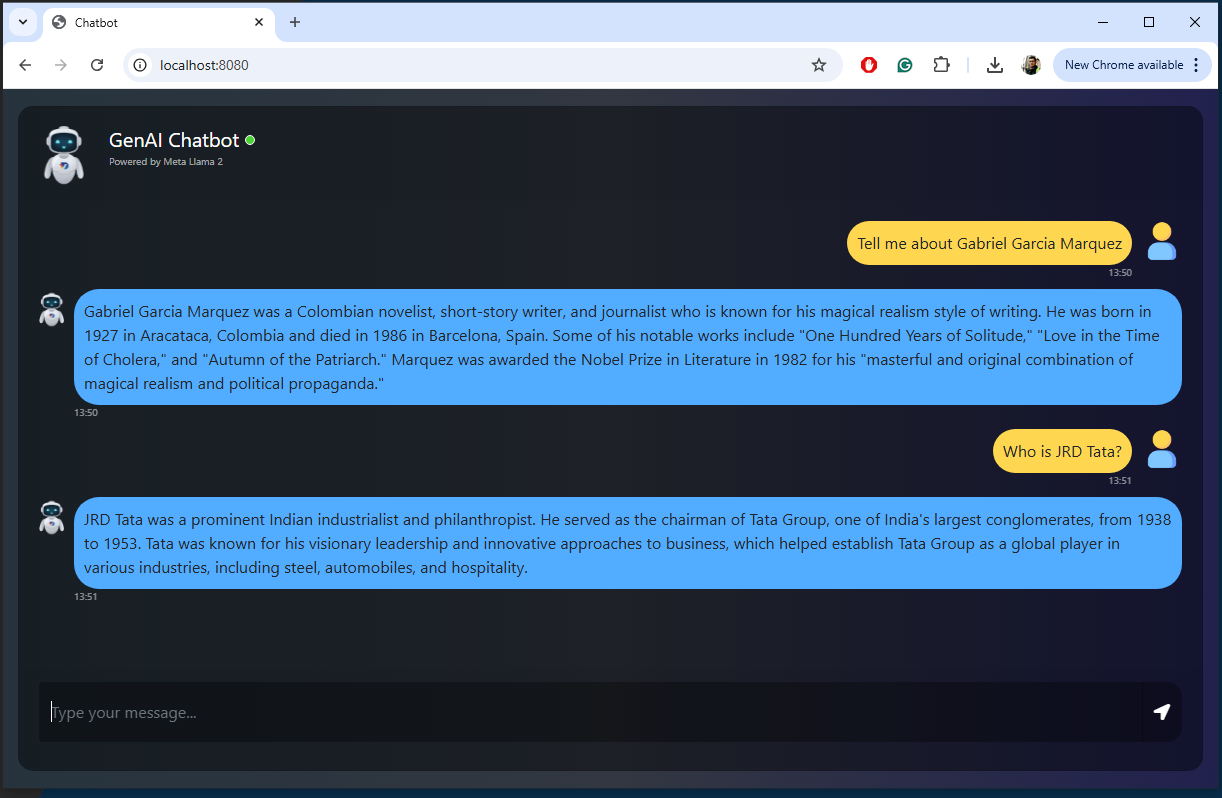 Chatbot
localhost:8080
New Chrome available
GenAI Chatbot
Powered by Meta Llama 2
Tell me about Gabriel Garcia Marquez
13:50
Gabriel Garcia Marquez was a Colombian novelist, short-story writer, and journalist who is known for his magical realism style of writing. He was born in
1927 in Aracataca, Colombia and died in 1986 in Barcelona, Spain. Some of his notable works include "One Hundred Years of Solitude," "Love in the Time
of Cholera," and "Autumn of the Patriarch." Marquez was awarded the Nobel Prize in Literature in 1982 for his "masterful and original combination of
magical realism and political propaganda."
13:50
Who is JRD Tata?
13:51
JRD Tata was a prominent Indian industrialist and philanthropist. He served as the chairman of Tata Group, one of India's largest conglomerates, from 1938
to 1953. Tata was known for his visionary leadership and innovative approaches to business, which helped establish Tata Group as a global player in
various industries, including steel, automobiles, and hospitality.
13:51
Type your message...